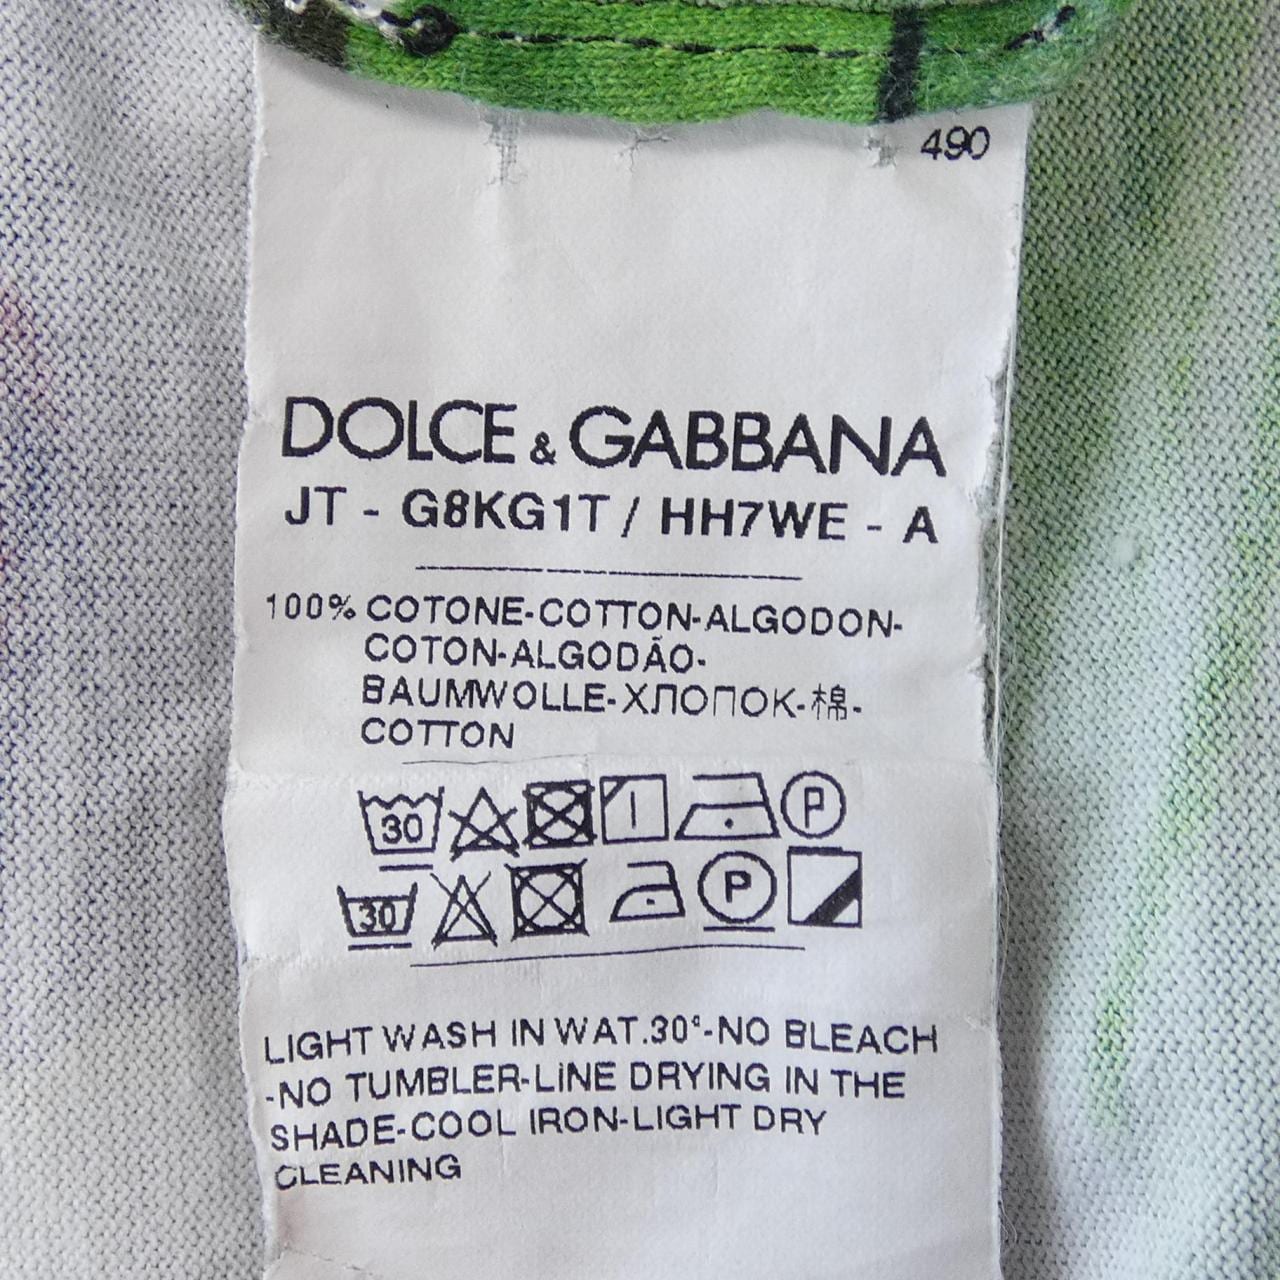 490
DOLCE & GABBANA
JT - G8KG1T / HH7WE - A
100% COTONE-COTTON-ALGODON-
COTON-ALGODÃO-
BAUMWOLLE-ХЛОПОК-棉-
COTTON
30 P
30 P
LIGHT WASH IN WAT.30°-NO BLEACH
-NO TUMBLER-LINE DRYING IN THE
SHADE-COOL IRON-LIGHT DRY
CLEANING